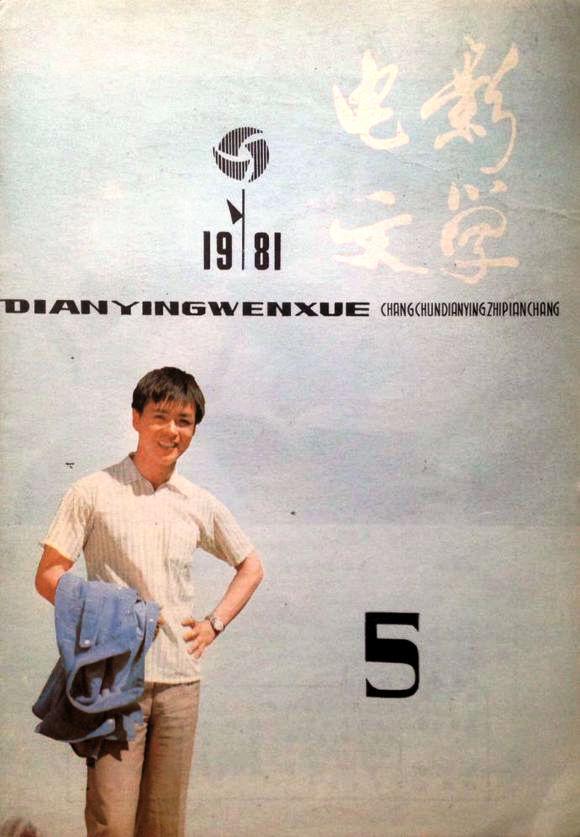 电影
文学
1981
DIANYINGWENXUE CHANGCHUNDIANYINGZHIPIANCHANG
5